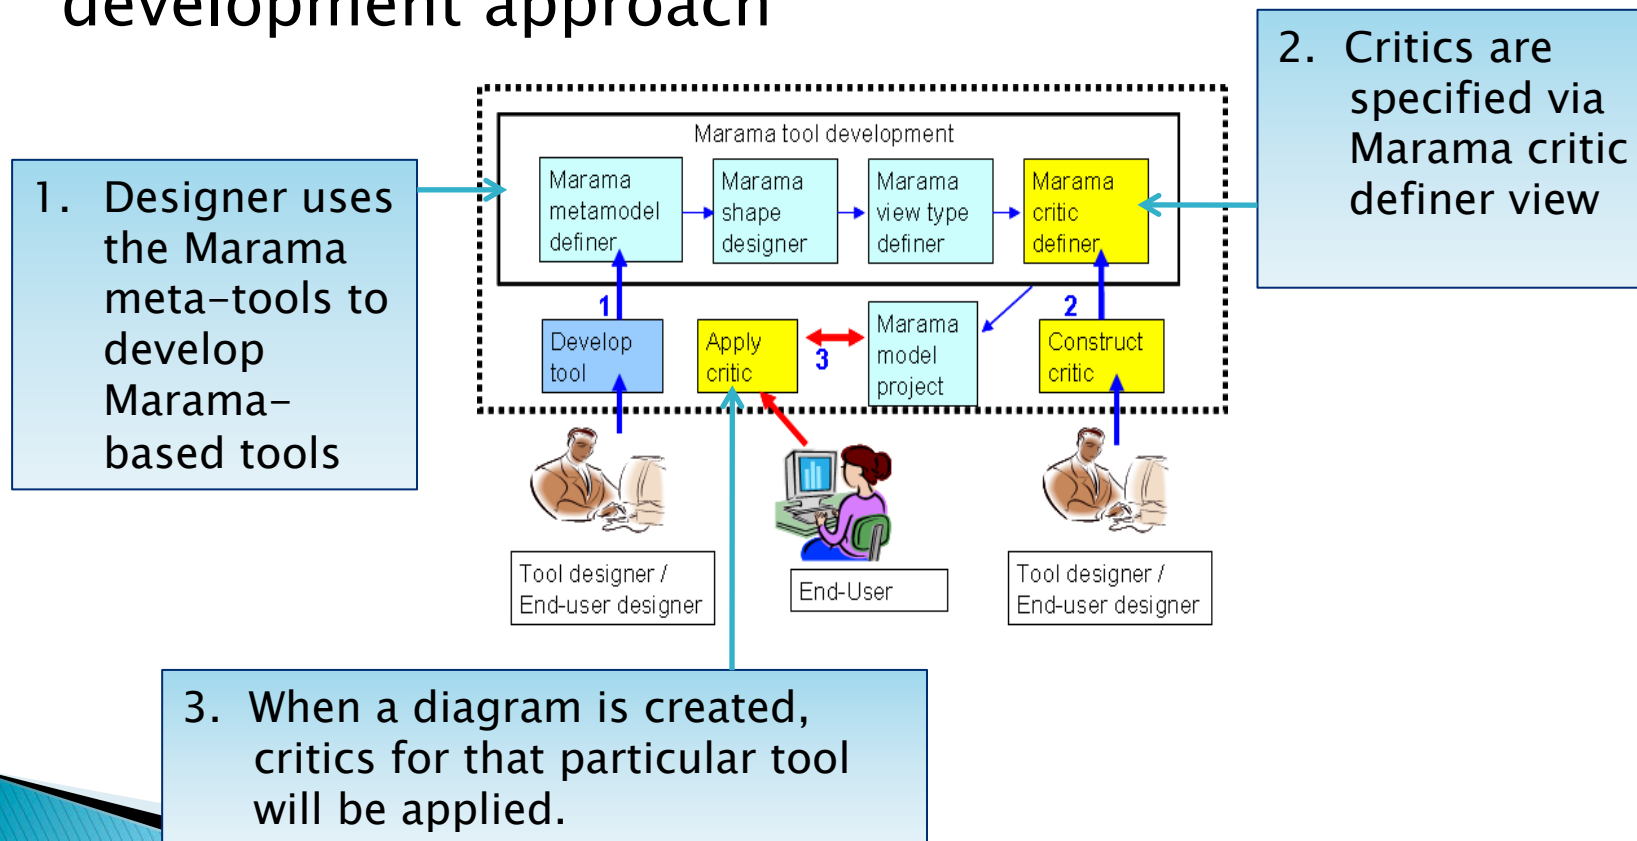 development approach
1. Designer uses
the Marama
meta-tools to
develop
Marama-
based tools
2. Critics are
specified via
Marama critic
definer view
Marama tool development
Marama
metamodel
definer
Marama
shape
designer
Marama
view type
definer
Marama
critic
definer
1
2
3
Develop
tool
Apply
critic
Marama
model
project
Construct
critic
Tool designer /
End-user designer
End-User
Tool designer /
End-user designer
3. When a diagram is created,
critics for that particular tool
will be applied.